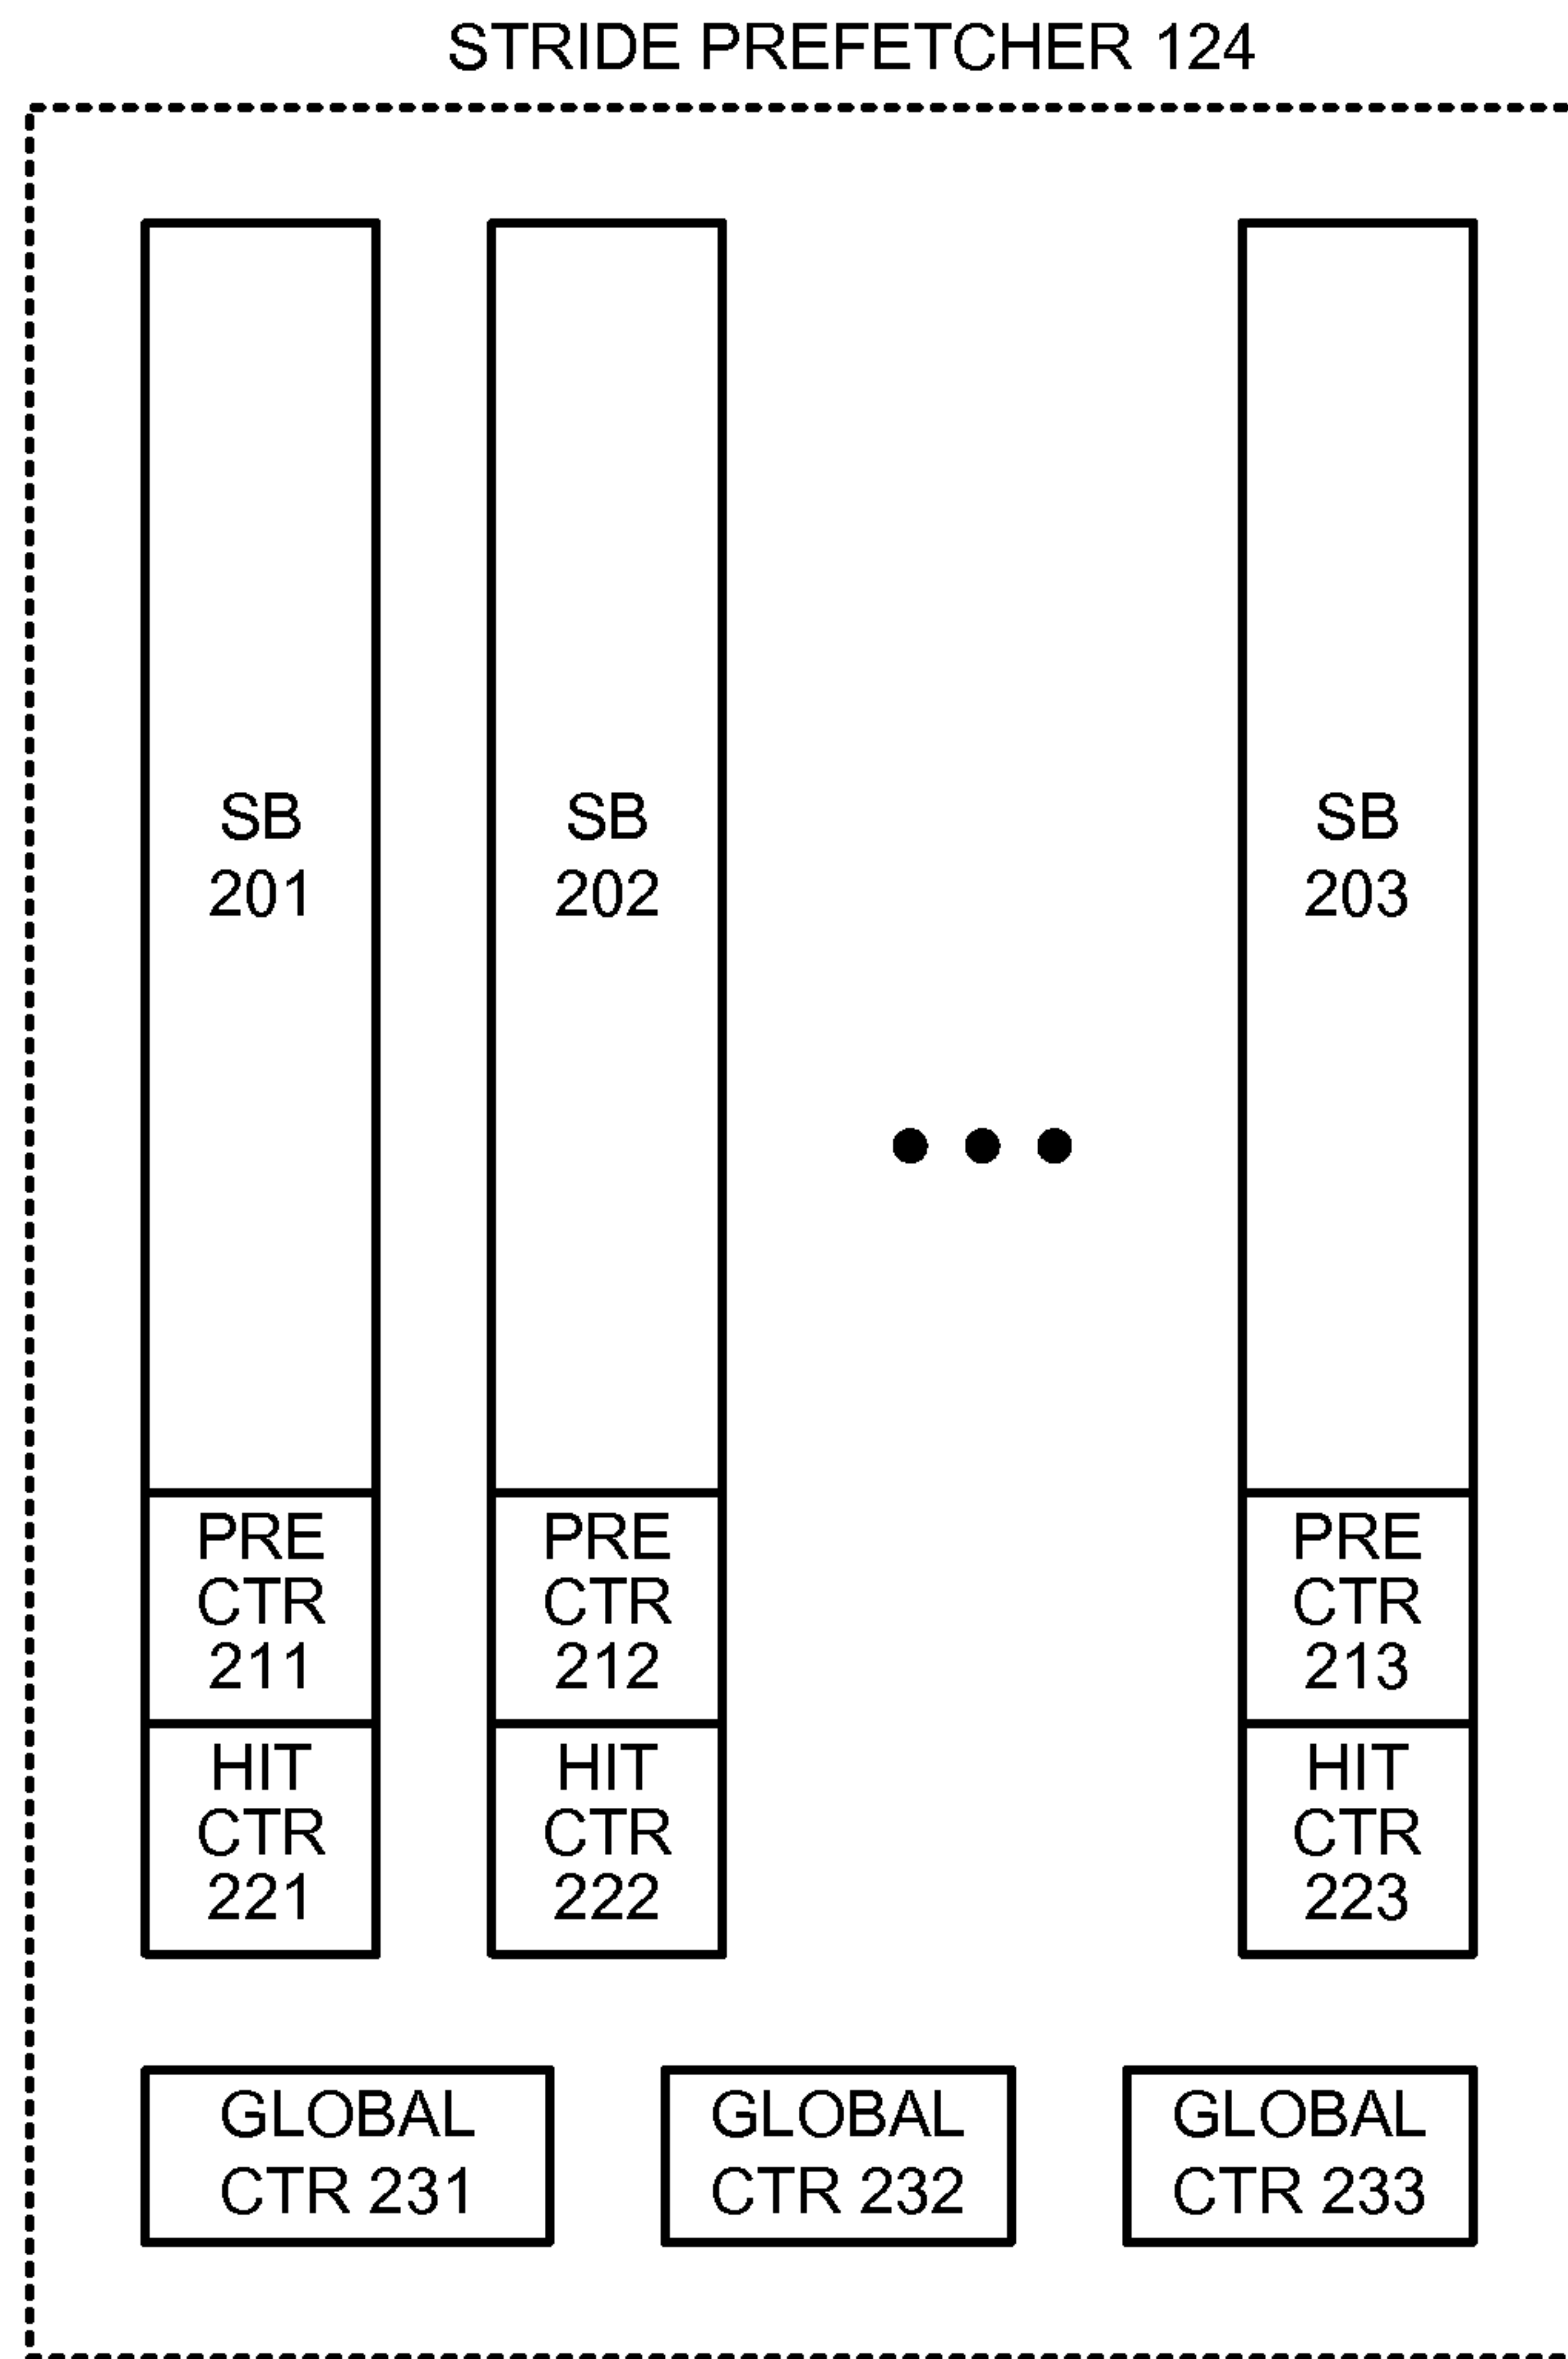 STRIDE PREFETCHER 124
SB
201
SB
202
SB
203
PRE
CTR
211
PRE
CTR
212
PRE
CTR
213
HIT
CTR
221
HIT
CTR
222
HIT
CTR
223
GLOBAL
CTR 231
GLOBAL
CTR 232
GLOBAL
CTR 233